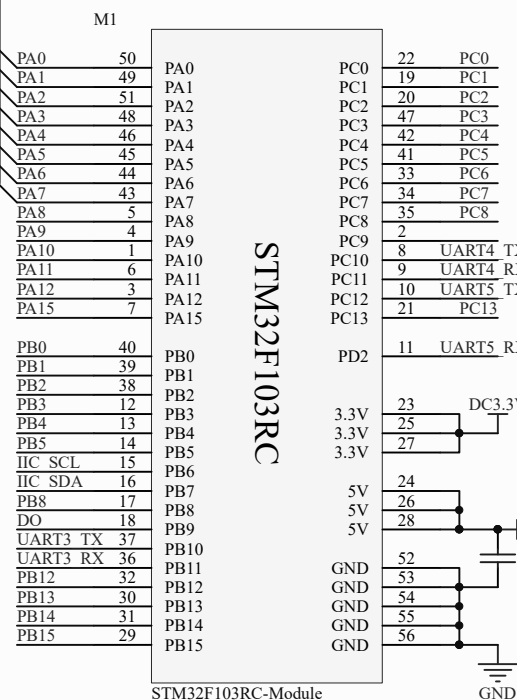 M1
PA0 50 PA0 PC0 22 PC0
PA1 49 PA1 PC1 19 PC1
PA2 51 PA2 PC2 20 PC2
PA3 48 PA3 PC3 47 PC3
PA4 46 PA4 PC4 42 PC4
PA5 45 PA5 PC5 41 PC5
PA6 44 PA6 PC6 33 PC6
PA7 43 PA7 PC7 34 PC7
PA8 5 PA8 PC8 35 PC8
PA9 4 PA9 PC9 2
PA10 1 PA10 PC10 8 UART4 TX
PA11 6 PA11 PC11 9 UART4 RX
PA12 3 PA12 PC12 10 UART5 TX
PA15 7 PA15 PC13 21 PC13
STM32F103RC
PB0 40 PB0 PD2 11 UART5 RX
PB1 39 PB1
PB2 38 PB2
PB3 12 PB3 3.3V 23 DC3.3V
PB4 13 PB4 3.3V 25
PB5 14 PB5 3.3V 27
IIC SCL 15 PB6
IIC SDA 16 PB7 5V 24
PB8 17 PB8 5V 26
DO 18 PB9 5V 28
UART3 TX 37 PB10
UART3 RX 36 PB11 GND 52
PB12 32 PB12 GND 53
PB13 30 PB13 GND 54
PB14 31 PB14 GND 55
PB15 29 PB15 GND 56
STM32F103RC-Module
GND